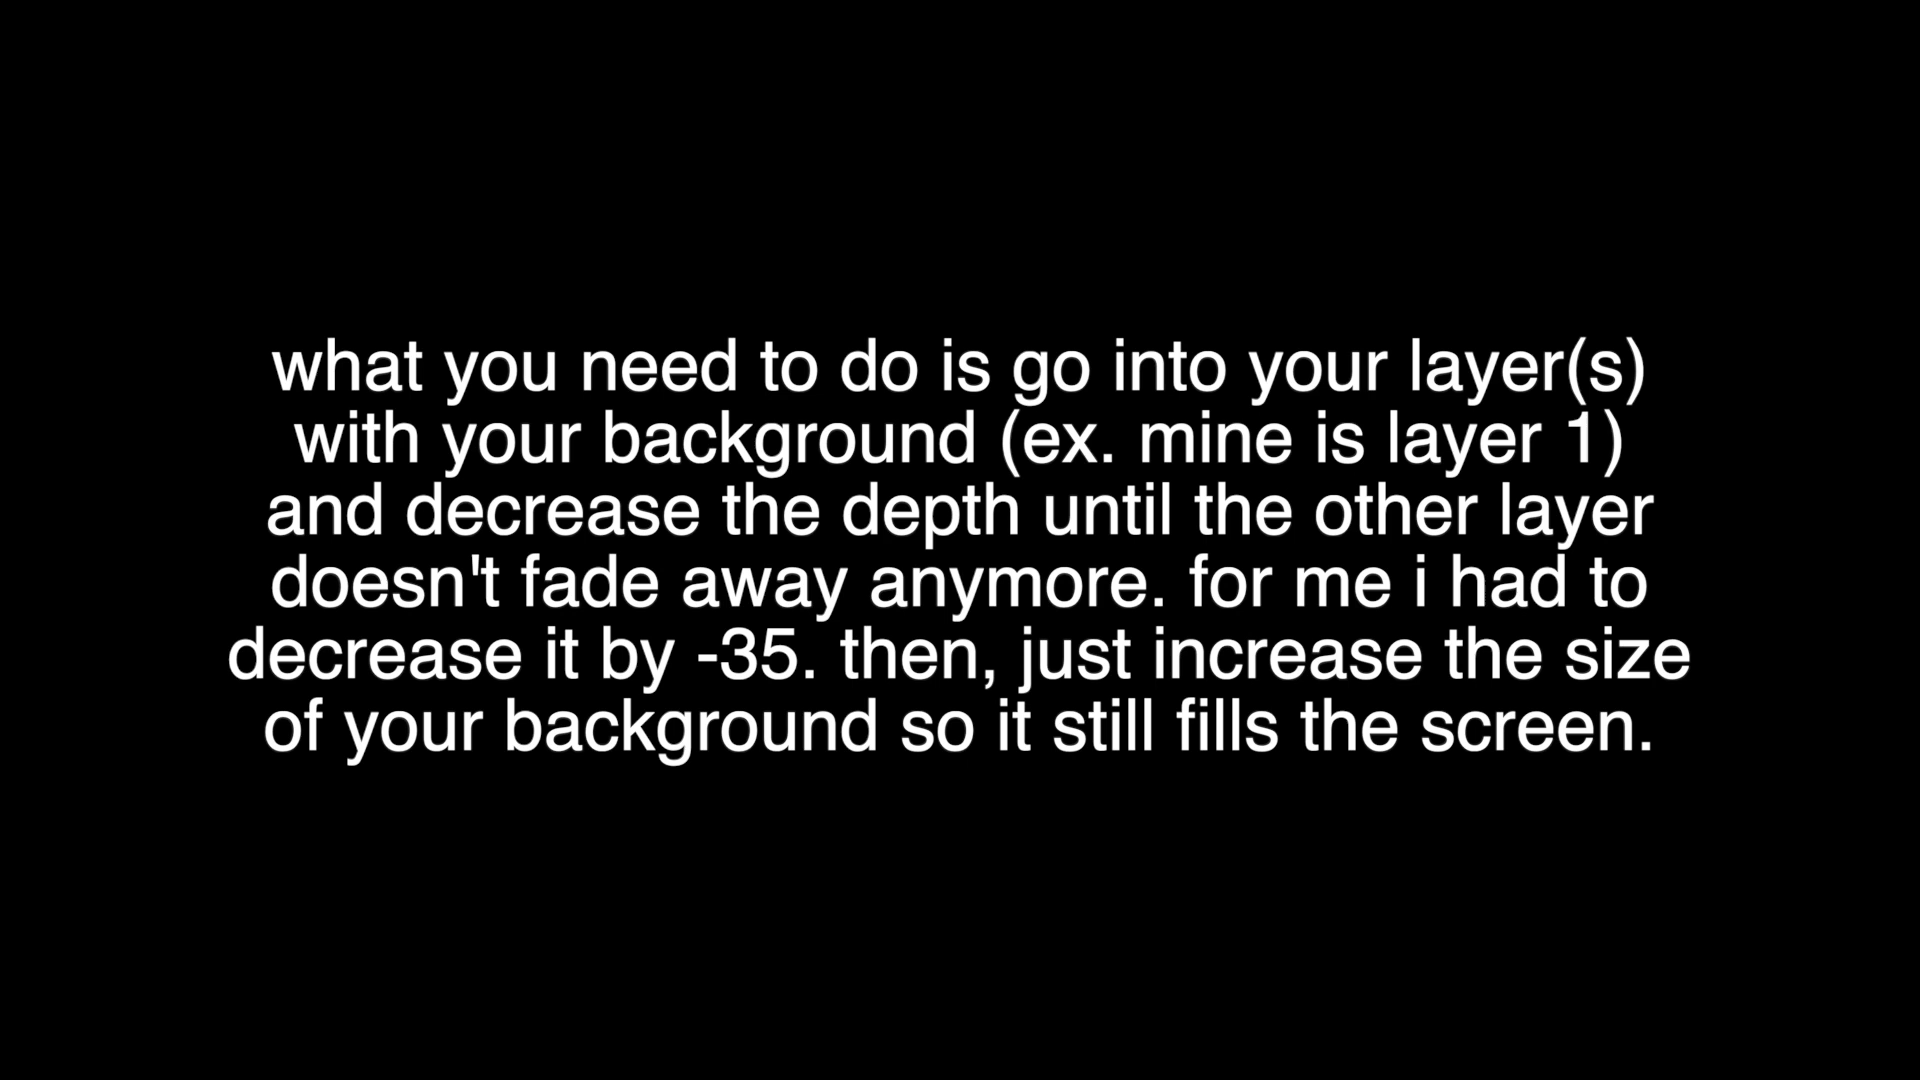 what you need to do is go into your layer(s)
with your background (ex. mine is layer 1)
and decrease the depth until the other layer
doesn't fade away anymore. for me i had to
decrease it by -35. then, just increase the size
of your background so it still fills the screen.